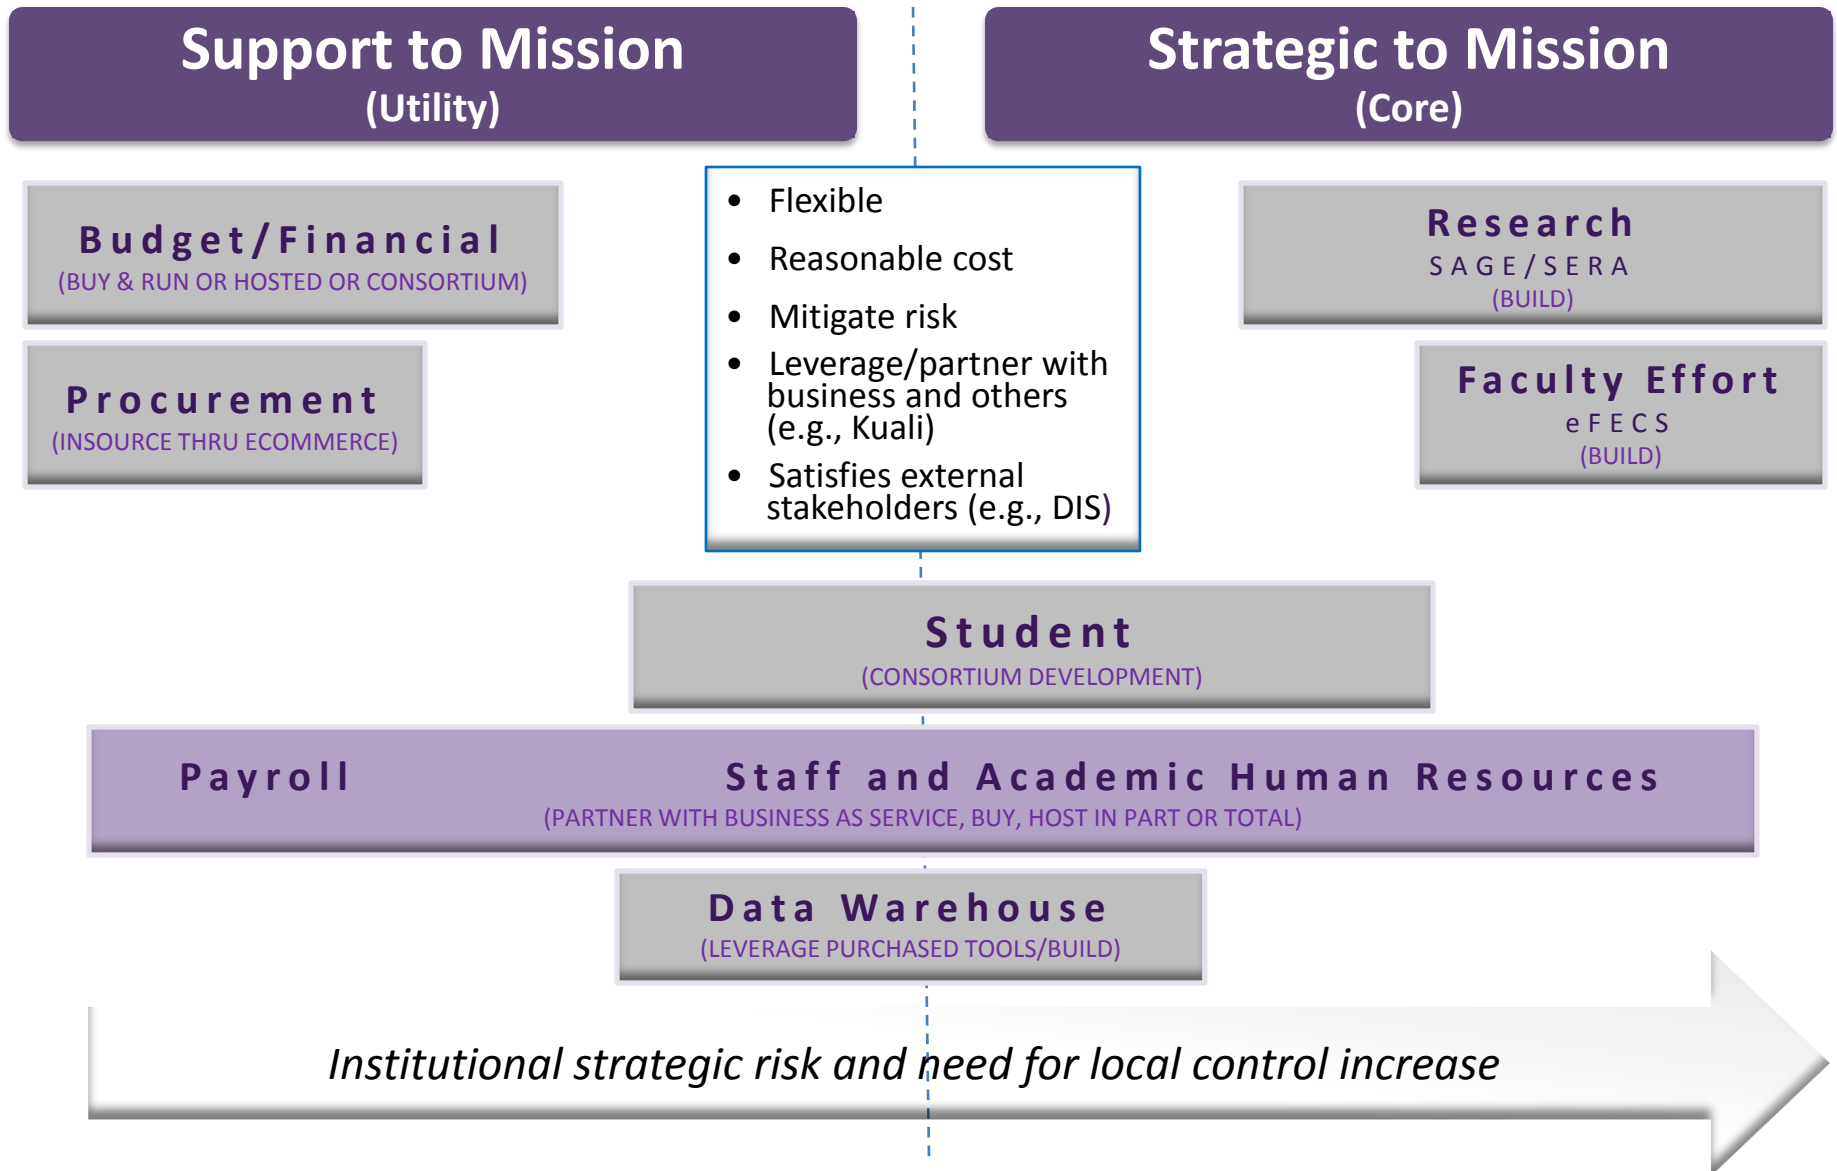 Support to Mission
(Utility)
Strategic to Mission
(Core)
Budget/Financial
(BUY & RUN OR HOSTED OR CONSORTIUM)
Procurement
(INSOURCE THRU ECOMMERCE)
• Flexible
• Reasonable cost
• Mitigate risk
• Leverage/partner with
business and others
(e.g., Kuali)
• Satisfies external
stakeholders (e.g., DIS)
Research
SAGE/SERA
(BUILD)
Faculty Effort
eFECS
(BUILD)
Student
(CONSORTIUM DEVELOPMENT)
Payroll Staff and Academic Human Resources
(PARTNER WITH BUSINESS AS SERVICE, BUY, HOST IN PART OR TOTAL)
Data Warehouse
(LEVERAGE PURCHASED TOOLS/BUILD)
Institutional strategic risk and need for local control increase